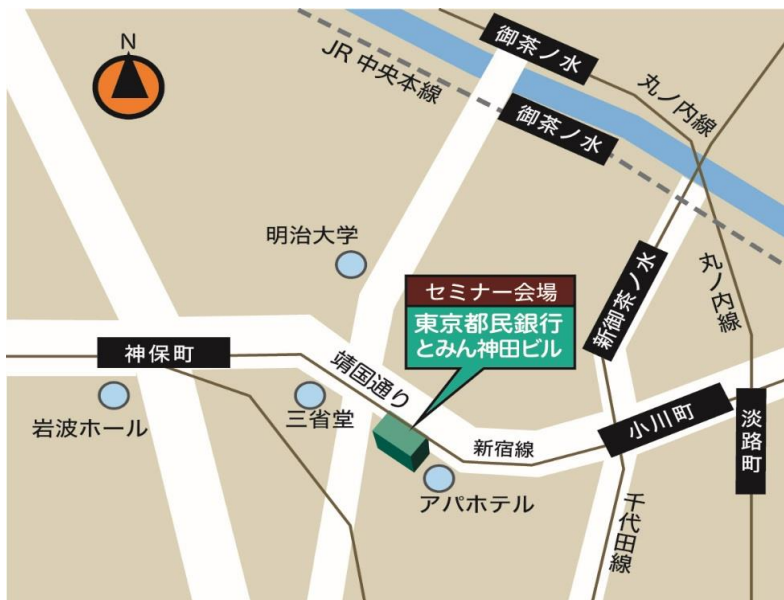 N
御茶ノ水
JR中央本線
丸ノ内線
御茶ノ水
明治大学
セミナー会場
東京都民銀行
とみん神田ビル
新御茶ノ水
丸ノ内線
神保町
靖国通り
岩波ホール
三省堂
新宿線
小川町
淡路町
アパホテル
千代田線